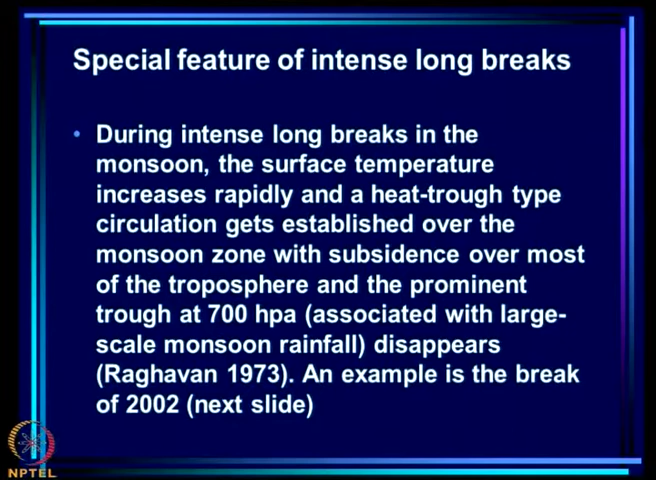 Special feature of intense long breaks
• During intense long breaks in the
monsoon, the surface temperature
increases rapidly and a heat-trough type
circulation gets established over the
monsoon zone with subsidence over most
of the troposphere and the prominent
trough at 700 hpa (associated with large-
scale monsoon rainfall) disappears
(Raghavan 1973). An example is the break
of 2002 (next slide)
NPTEL